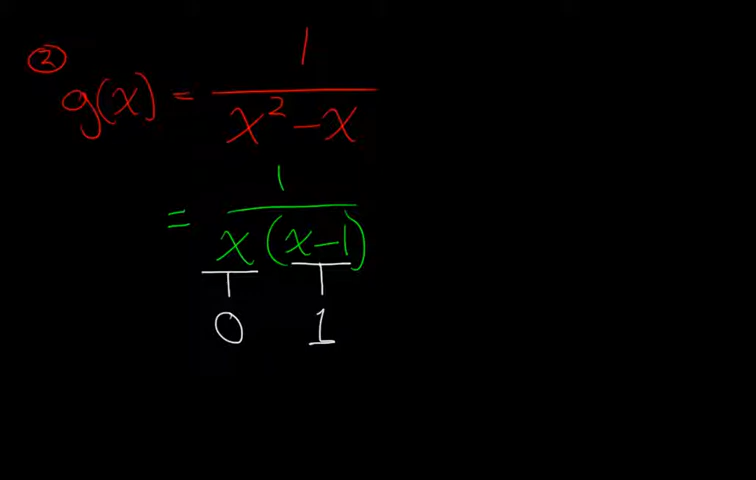 ②
g(x) = 1/(x² - x)
= 1/(x(x-1))
0 1